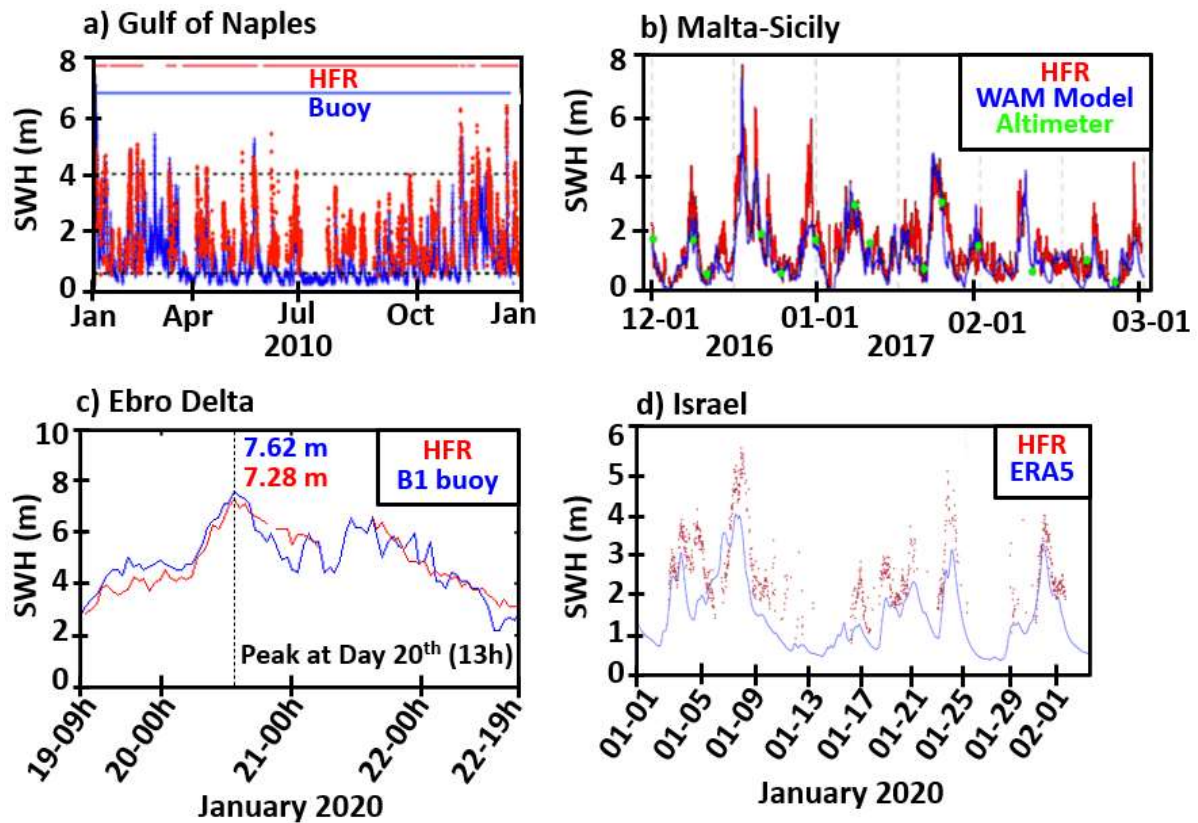 a) Gulf of Naples
SWH (m)
8
6
4
2
0
HFR
Buoy
Jan
Apr
Jul
Oct
Jan
2010
b) Malta-Sicily
SWH (m)
8
6
4
2
0
HFR
WAM Model
Altimeter
12-01
01-01
02-01
03-01
2016
2017
c) Ebro Delta
SWH (m)
10
8
6
4
2
0
7.62 m
7.28 m
HFR
B1 buoy
Peak at Day 20th (13h)
19-09h
20-00h
21-00h
22-00h
22-19h
January 2020
d) Israel
SWH (m)
6
5
4
3
2
1
0
HFR
ERA5
01-01
01-05
01-09
01-13
01-17
01-21
01-25
01-29
02-01
January 2020